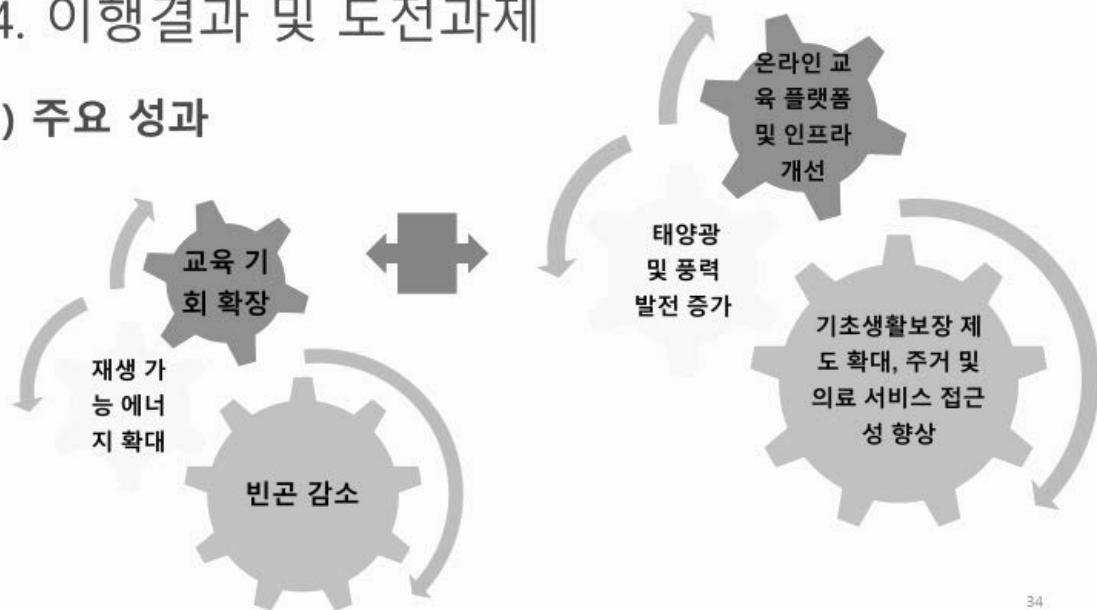 4. 이행결과 및 도전과제
) 주요 성과
교육 기
회 확장
재생 가
능 에너
지 확대
빈곤 감소
온라인 교
육 플랫폼
및 인프라
개선
태양광
및 풍력
발전 증가
기초생활보장 제
도 확대, 주거 및
의료 서비스 접근
성 향상
34